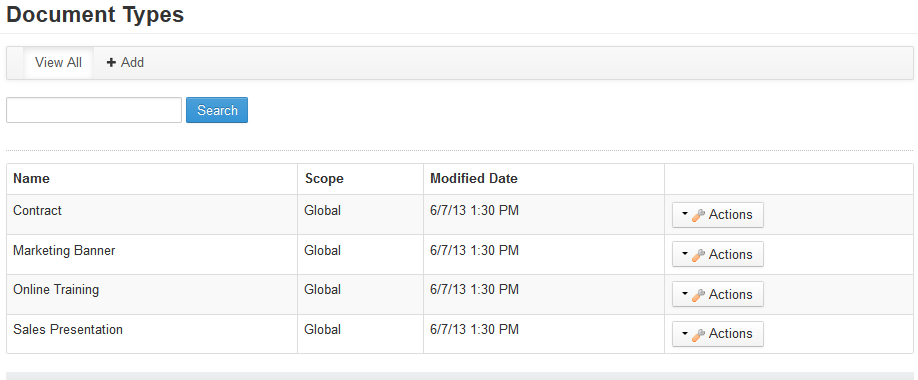 Document Types
View All + Add
Search
Name Scope Modified Date
Contract Global 6/7/13 1:30 PM Actions
Marketing Banner Global 6/7/13 1:30 PM Actions
Online Training Global 6/7/13 1:30 PM Actions
Sales Presentation Global 6/7/13 1:30 PM Actions